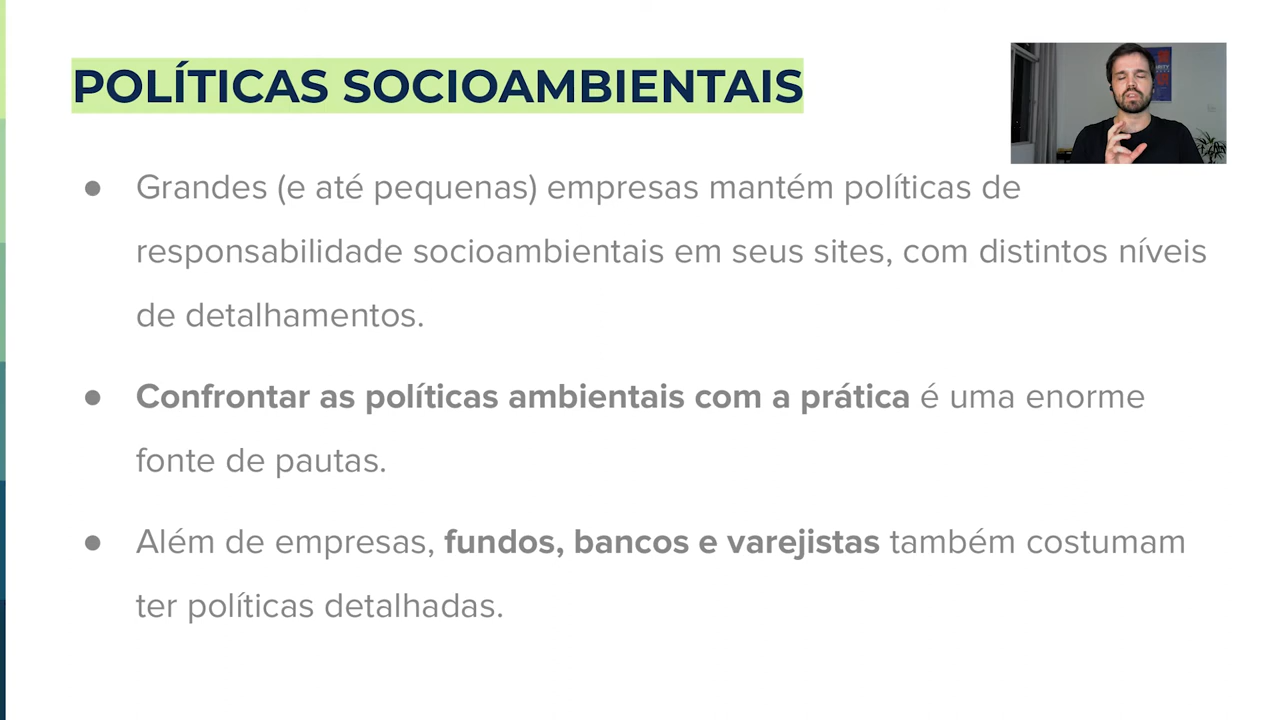 POLÍTICAS SOCIOAMBIENTAIS
● Grandes (e até pequenas) empresas mantém políticas de
responsabilidade socioambientais em seus sites, com distintos níveis
de detalhamentos.
● Confrontar as políticas ambientais com a prática é uma enorme
fonte de pautas.
● Além de empresas, fundos, bancos e varejistas também costumam
ter políticas detalhadas.